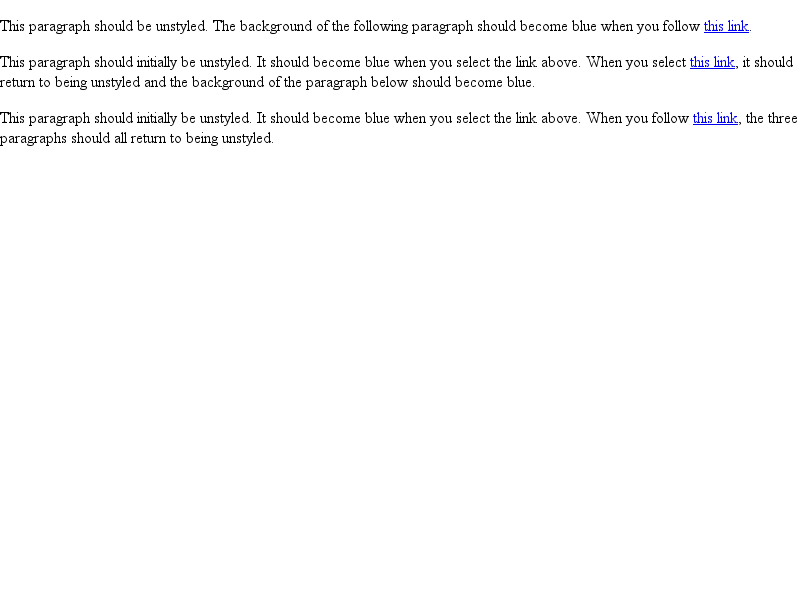 This paragraph should be unstyled. The background of the following paragraph should become blue when you follow this link.
This paragraph should initially be unstyled. It should become blue when you select the link above. When you select this link, it should
return to being unstyled and the background of the paragraph below should become blue.
This paragraph should initially be unstyled. It should become blue when you select the link above. When you follow this link, the three
paragraphs should all return to being unstyled.